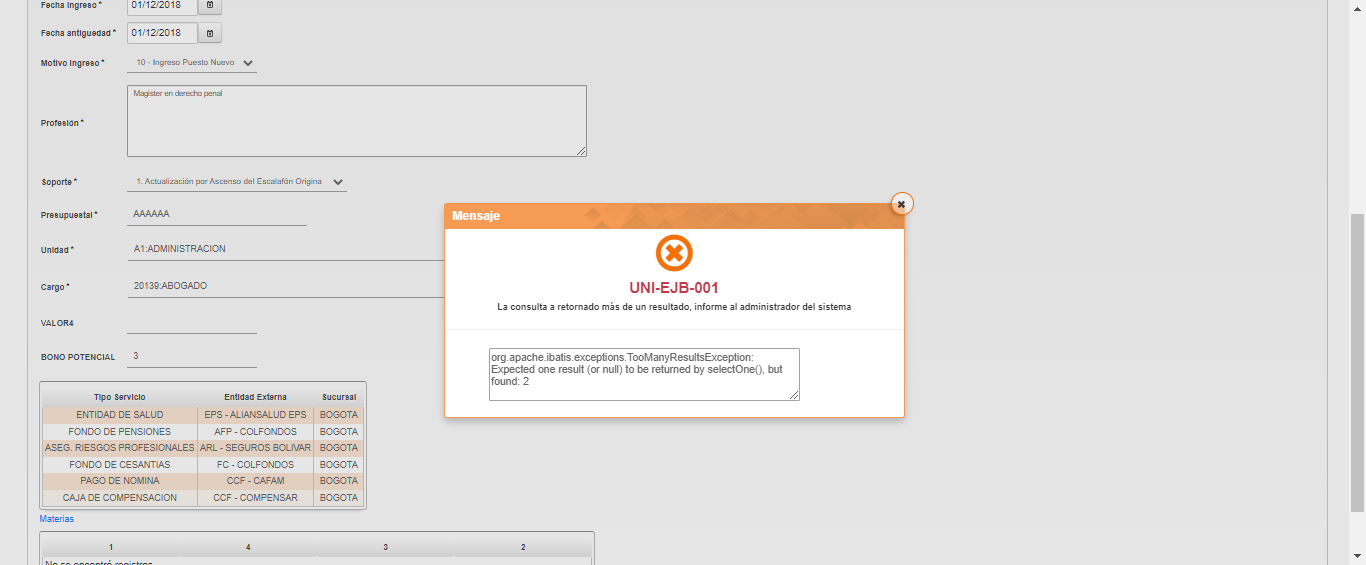 Fecha Ingreso * 01/12/2018
Fecha antiguedad * 01/12/2018
Motivo Ingreso * 10 - Ingreso Puesto Nuevo
Profesión * Magister en derecho penal
Soporte * 1. Actualización por Ascenso del Escalafón Origina
Presupuestal * AAAAAA
Unidad * A1:ADMINISTRACION
Cargo * 20139:ABOGADO
VALOR4
BONO POTENCIAL 3
Tipo Servicio Entidad Externa Sucursal
ENTIDAD DE SALUD EPS - ALIANSALUD EPS BOGOTA
FONDO DE PENSIONES AFP - COLFONDOS BOGOTA
ASEG. RIESGOS PROFESIONALES ARL - SEGUROS BOLIVAR BOGOTA
FONDO DE CESANTIAS FC - COLFONDOS BOGOTA
PAGO DE NOMINA CCF - CAFAM BOGOTA
CAJA DE COMPENSACION CCF - COMPENSAR BOGOTA
Materias
1 4 3 2
No se encontró registros
Mensaje
UNI-EJB-001
La consulta a retornado más de un resultado, informe al administrador del sistema
org.apache.ibatis.exceptions.TooManyResultsException:
Expected one result (or null) to be returned by selectOne(), but
found: 2